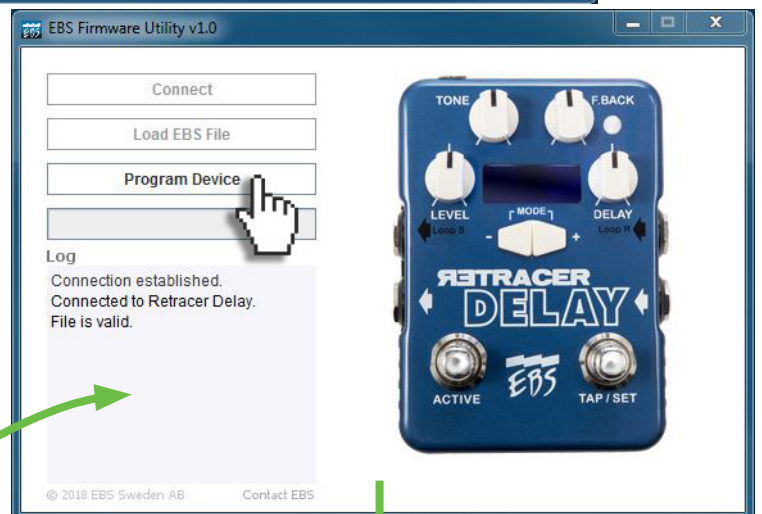 EBS Firmware Utility v1.0
Connect
Load EBS File
Program Device
Log
Connection established.
Connected to Retracer Delay.
File is valid.
© 2018 EBS Sweden AB
Contact EBS
TONE
F.BACK
LEVEL
MODE
DELAY
Loop S
- +
Loop R
RETRACER
DELAY
EBS
ACTIVE
TAP / SET